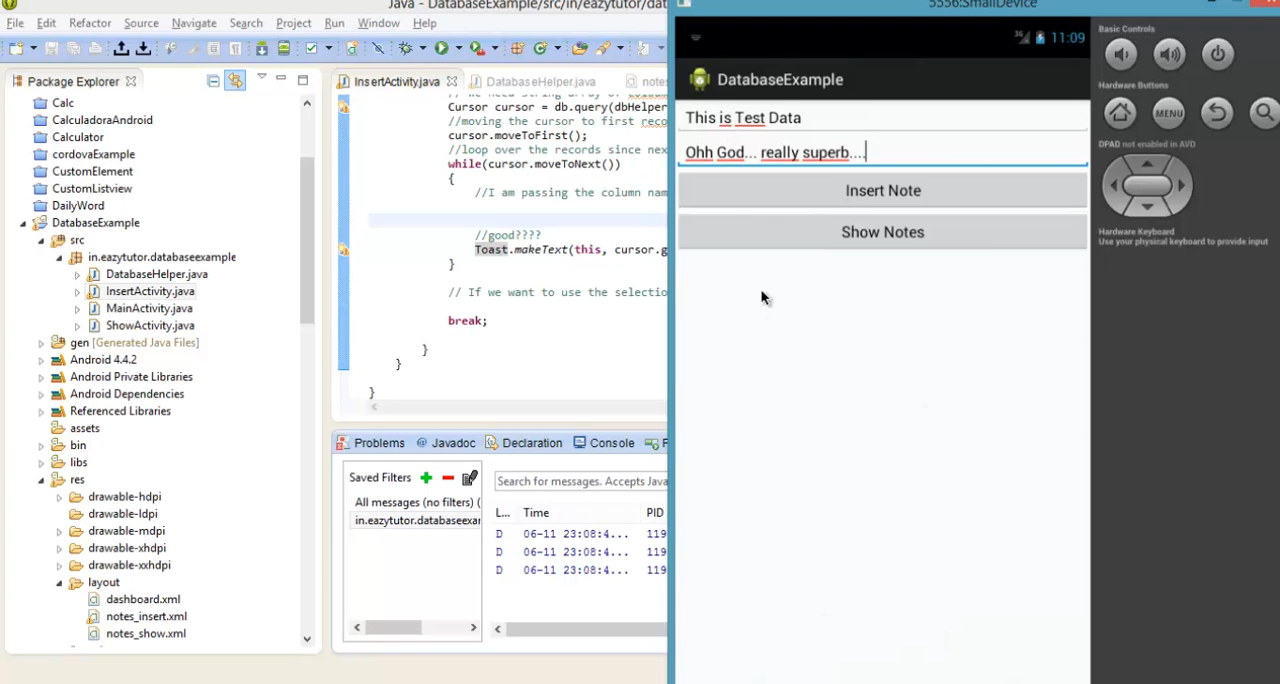 Java - DatabaseExample/src/in/eazytutor/dat
File Edit Refactor Source Navigate Search Project Run Window Help
Package Explorer
Calc
CalculadoraAndroid
Calculator
cordovaExample
CustomElement
CustomListview
DailyWord
DatabaseExample
src
in.eazytutor.databaseexample
DatabaseHelper.java
InsertActivity.java
MainActivity.java
ShowActivity.java
gen [Generated Java Files]
Android 4.4.2
Android Private Libraries
Android Dependencies
Referenced Libraries
assets
bin
libs
res
drawable-hdpi
drawable-ldpi
drawable-mdpi
drawable-xhdpi
drawable-xxhdpi
layout
dashboard.xml
notes_insert.xml
notes_show.xml
InsertActivity.java
DatabaseHelper.java
notes
Cursor cursor = db.query(dbHelper
//moving the cursor to first reco
cursor.moveToFirst();
//loop over the records since nex
while(cursor.moveToNext())
{
//I am passing the column nam
//good????
Toast.makeText(this, cursor.g
}
// If we want to use the selectio
break;
}
}
}
Problems @ Javadoc Declaration Console
Saved Filters
All messages (no filters) (
in.eazytutor.databaseexar
Search for messages. Accepts Java
L... Time PID
D 06-11 23:08:4... 119
D 06-11 23:08:4... 119
D 06-11 23:08:4... 119
5556:SmallDevice
3G 11:09
DatabaseExample
This is Test Data
Ohh God... really superb....
Insert Note
Show Notes
Basic Controls
Hardware Buttons
MENU
DPAD not enabled in AVD
Hardware Keyboard
Use your physical keyboard to provide input